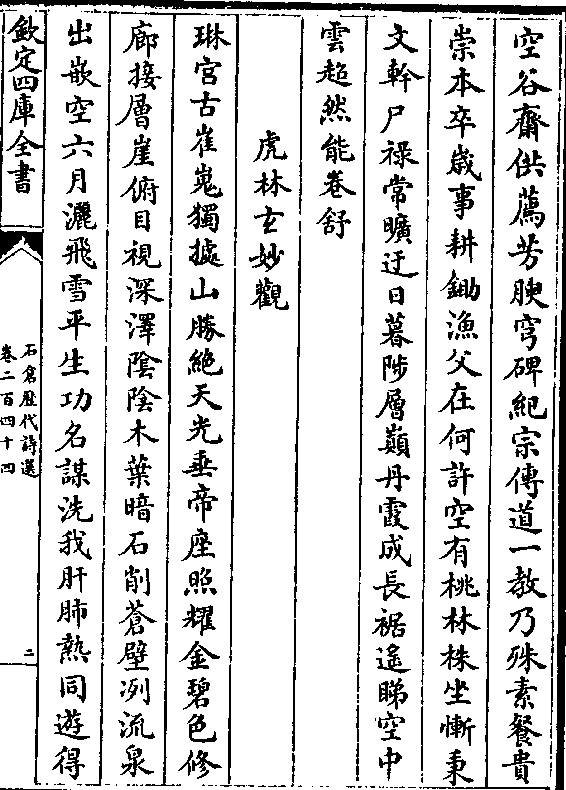 空谷齋供薦芳腴穹碑紀宗傳道一教乃殊素餐貴
崇本卒歲事耕鋤漁父在何許空有桃林株坐慚秉
文幹尸祿常曠迂日暮陟層巔丹霞成長裾遙睇空中
雲超然能卷舒
虎林玄妙觀
琳宮古崔嵬獨據山勝絶天光垂帝座照耀金碧色修
廊接層崖俯目視深澤陰陰木葉暗石削蒼壁冽流泉
出嵌空六月灑飛雪平生功名謀洗我肝肺熱同遊得
欽定四庫全書
石倉歷代詩選
卷二百四十四
二